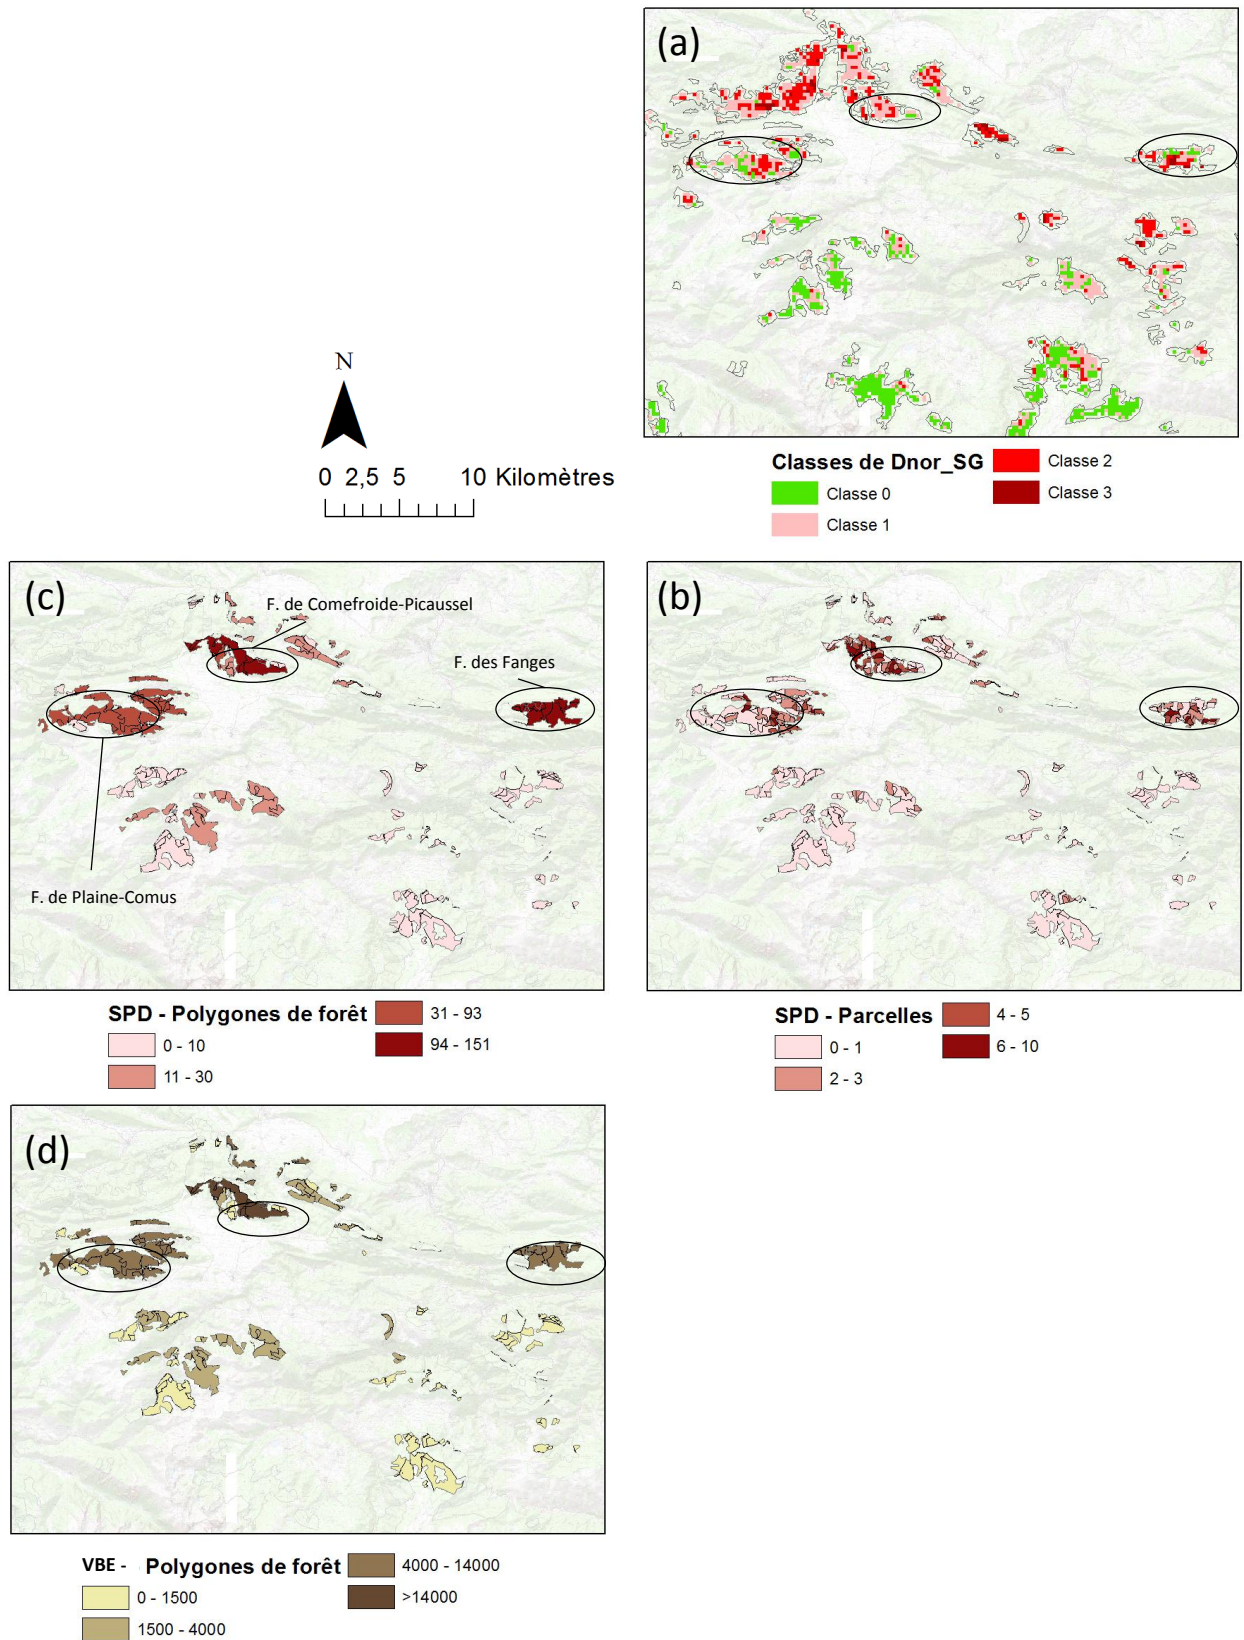 (a)
N
0 2,5 5 10 Kilomètres
Classes de Dnor_SG
Classe 0
Classe 1
Classe 2
Classe 3
(c)
F. de Comefroide-Picaussel
F. des Fanges
F. de Plaine-Comus
SPD - Polygones de forêt
0 - 10
11 - 30
31 - 93
94 - 151
(b)
SPD - Parcelles
0 - 1
2 - 3
4 - 5
6 - 10
(d)
VBE - Polygones de forêt
0 - 1500
1500 - 4000
4000 - 14000
>14000